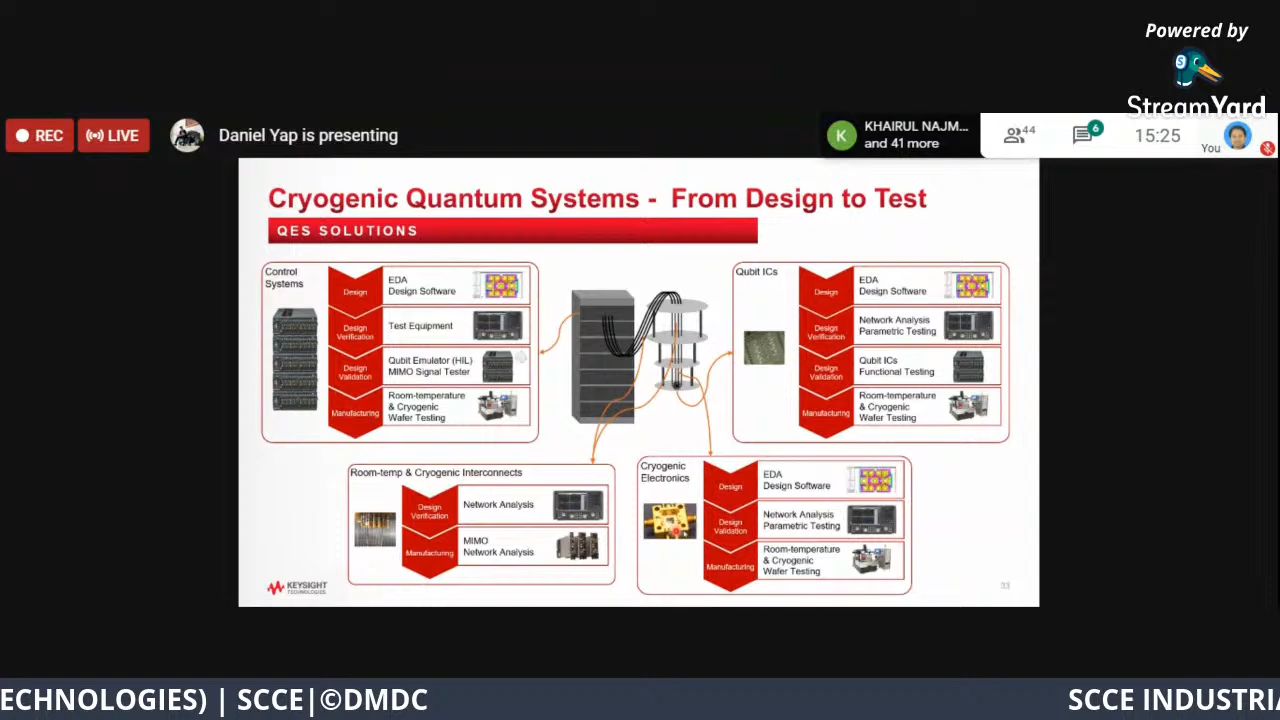 Powered by
StreamYard
REC
LIVE
Daniel Yap is presenting
K
KHAIRUL NAJM...
and 41 more
44
6
15:25
You
Cryogenic Quantum Systems - From Design to Test
QES SOLUTIONS
Control
Systems
Design
EDA
Design Software
Design
Verification
Test Equipment
Design
Validation
Qubit Emulator (HIL)
MIMO Signal Tester
Manufacturing
Room-temperature
& Cryogenic
Wafer Testing
Qubit ICs
Design
EDA
Design Software
Design
Verification
Network Analysis
Parametric Testing
Design
Validation
Qubit ICs
Functional Testing
Manufacturing
Room-temperature
& Cryogenic
Wafer Testing
Room-temp & Cryogenic Interconnects
Design
Verification
Network Analysis
Manufacturing
MIMO
Network Analysis
Cryogenic
Electronics
Design
EDA
Design Software
Design
Validation
Network Analysis
Parametric Testing
Manufacturing
Room-temperature
& Cryogenic
Wafer Testing
KEYSIGHT
TECHNOLOGIES
33
ECHNOLOGIES) | SCCE|©DMDC
SCCE INDUSTRIA